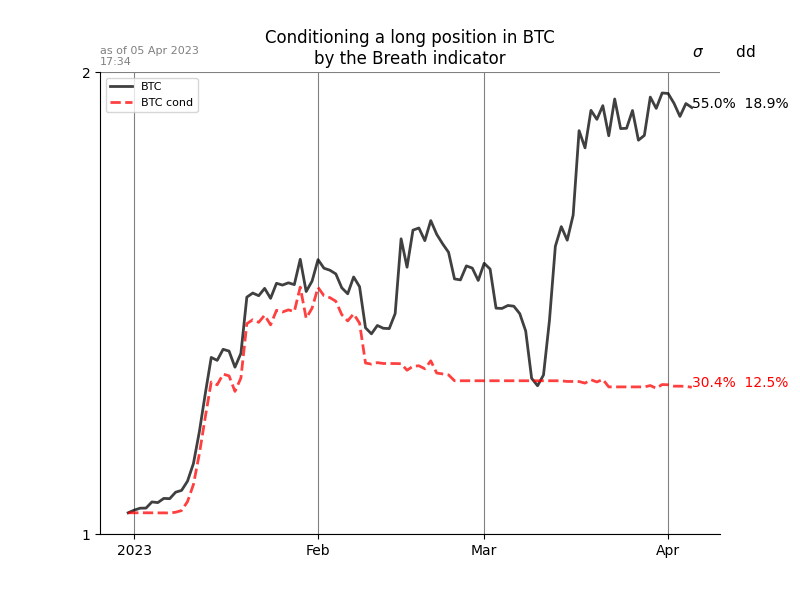 Conditioning a long position in BTC
by the Breath indicator
as of 05 Apr 2023
17:34
σ dd
2
BTC
BTC cond
55.0% 18.9%
30.4% 12.5%
1
2023 Feb Mar Apr